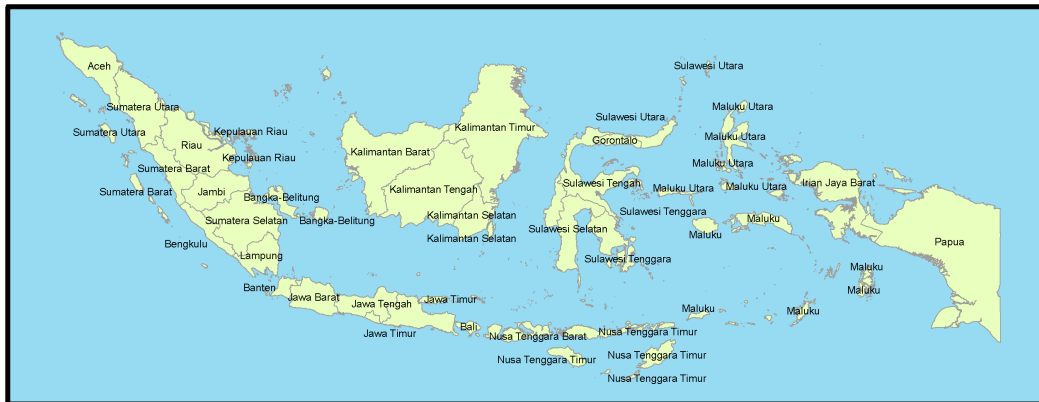 Aceh
Sulawesi Utara
Sumatera Utara
Maluku Utara
Sulawesi Utara
Kalimantan Timur
Sumatera Utara
Kepulauan Riau
Maluku Utara
Gorontalo
Riau
Kalimantan Barat
Kepulauan Riau
Maluku Utara
Sumatera Barat
Sulawesi Tengah
Irian Jaya Barat
Maluku Utara
Maluku Utara
Sumatera Barat
Jambi
Kalimantan Tengah
Bangka-Belitung
Sulawesi Tenggara
Kalimantan Selatan
Maluku
Sumatera Selatan
Bangka-Belitung
Sulawesi Selatan
Maluku
Kalimantan Selatan
Bengkulu
Papua
Lampung
Sulawesi Tenggara
Maluku
Banten
Maluku
Jawa Barat
Jawa Timur
Jawa Tengah
Maluku
Maluku
Bali
Jawa Timur
Nusa Tenggara Timur
Nusa Tenggara Barat
Nusa Tenggara Timur
Nusa Tenggara Timur
Nusa Tenggara Timur